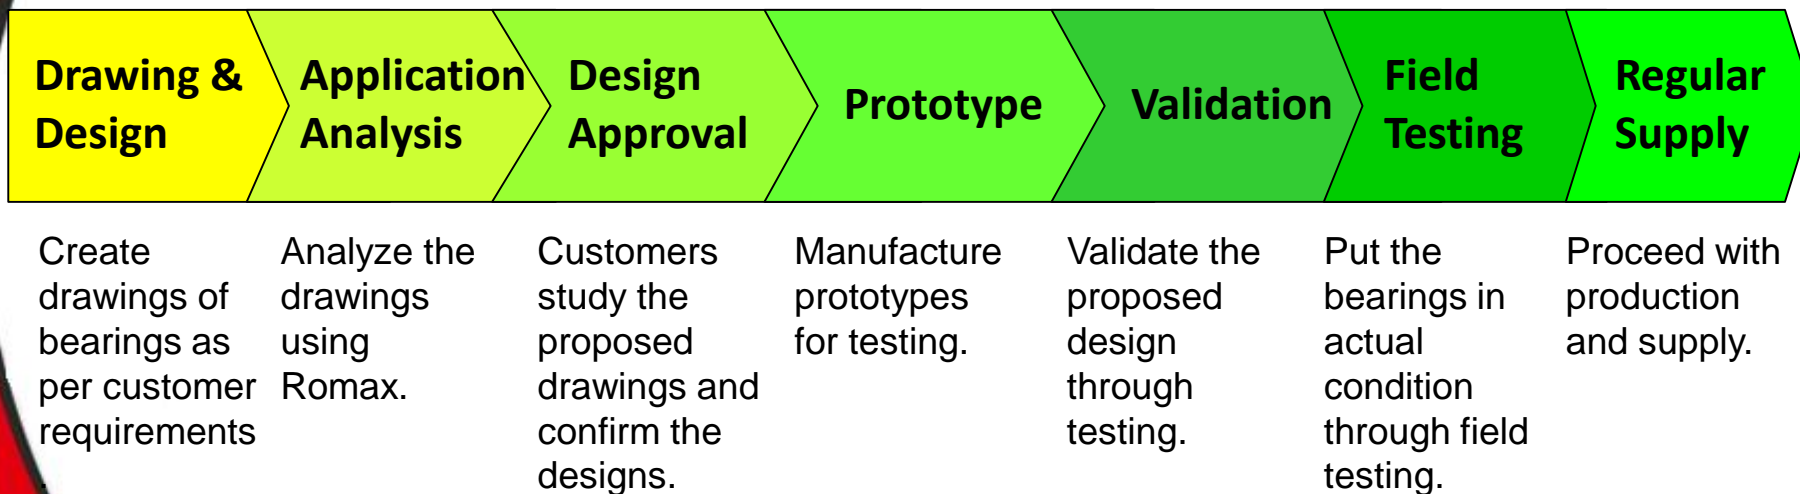 Drawing &
Design
Application
Analysis
Design
Approval
Prototype
Validation
Field
Testing
Regular
Supply
Create
drawings of
bearings as
per customer
requirements
.
Analyze the
drawings
using
Romax.
Customers
study the
proposed
drawings and
confirm the
designs.
Manufacture
prototypes
for testing.
Validate the
proposed
design
through
testing.
Put the
bearings in
actual
condition
through field
testing.
Proceed with
production
and supply.